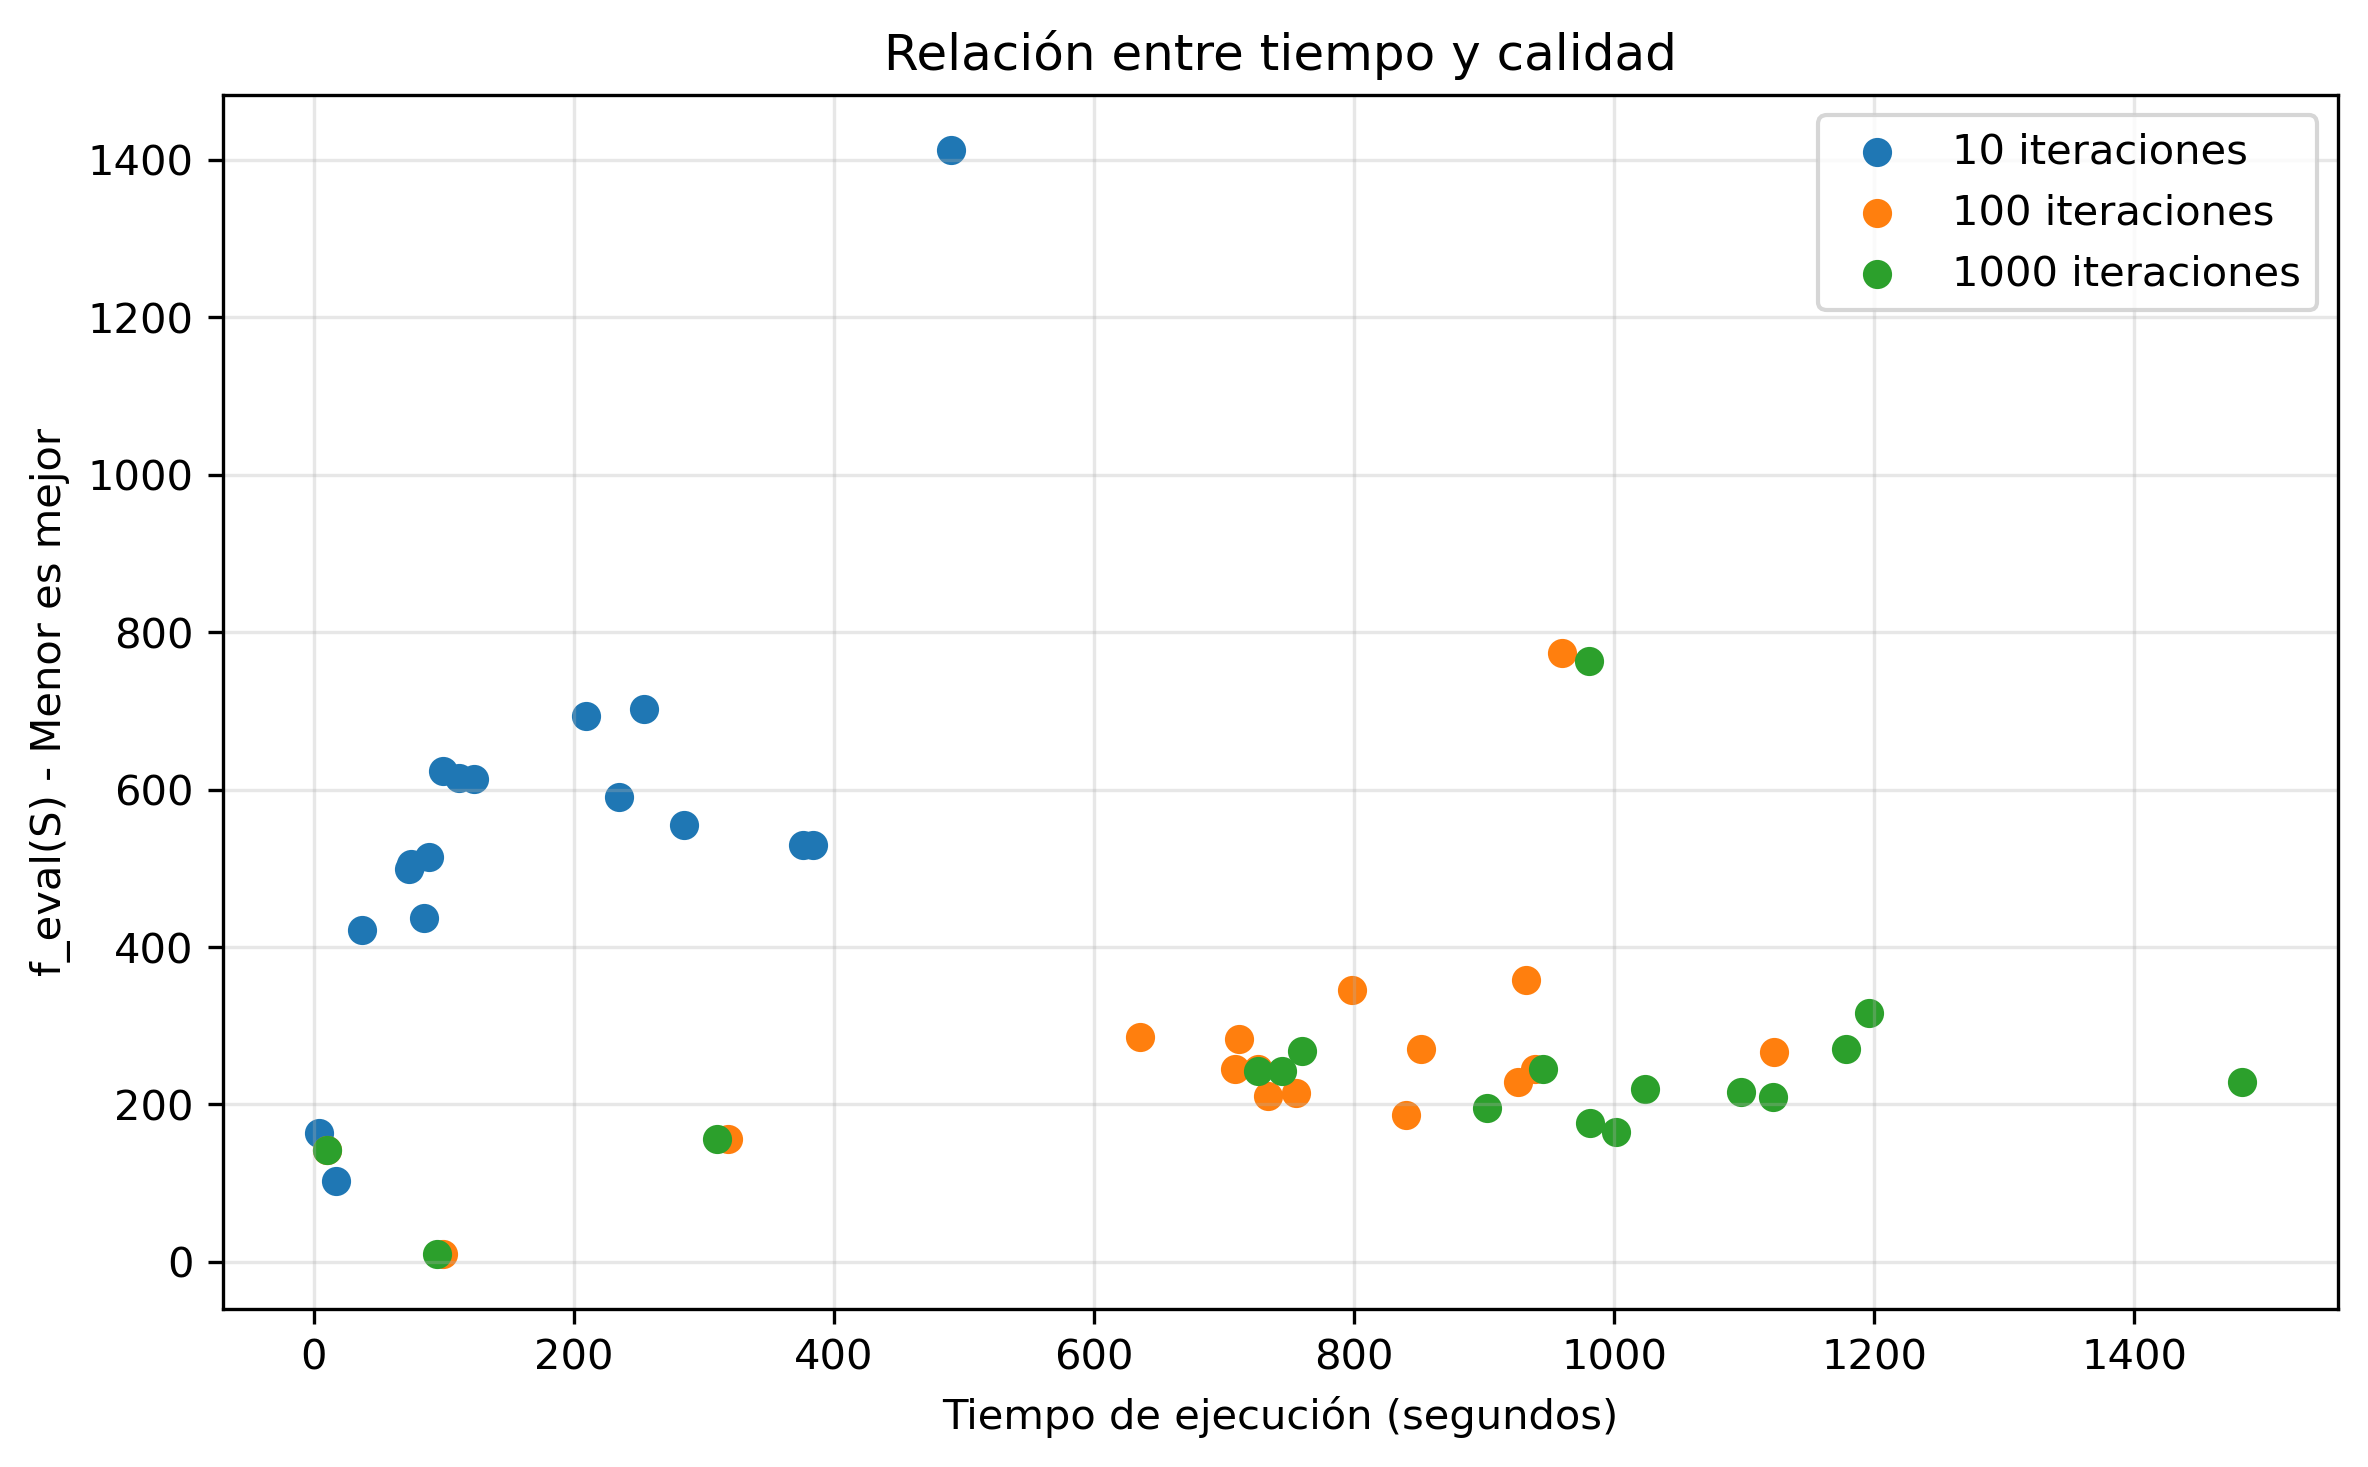 Relación entre tiempo y calidad
10 iteraciones
100 iteraciones
1000 iteraciones
f_eval(S) - Menor es mejor
1400
1200
1000
800
600
400
200
0
0 200 400 600 800 1000 1200 1400
Tiempo de ejecución (segundos)